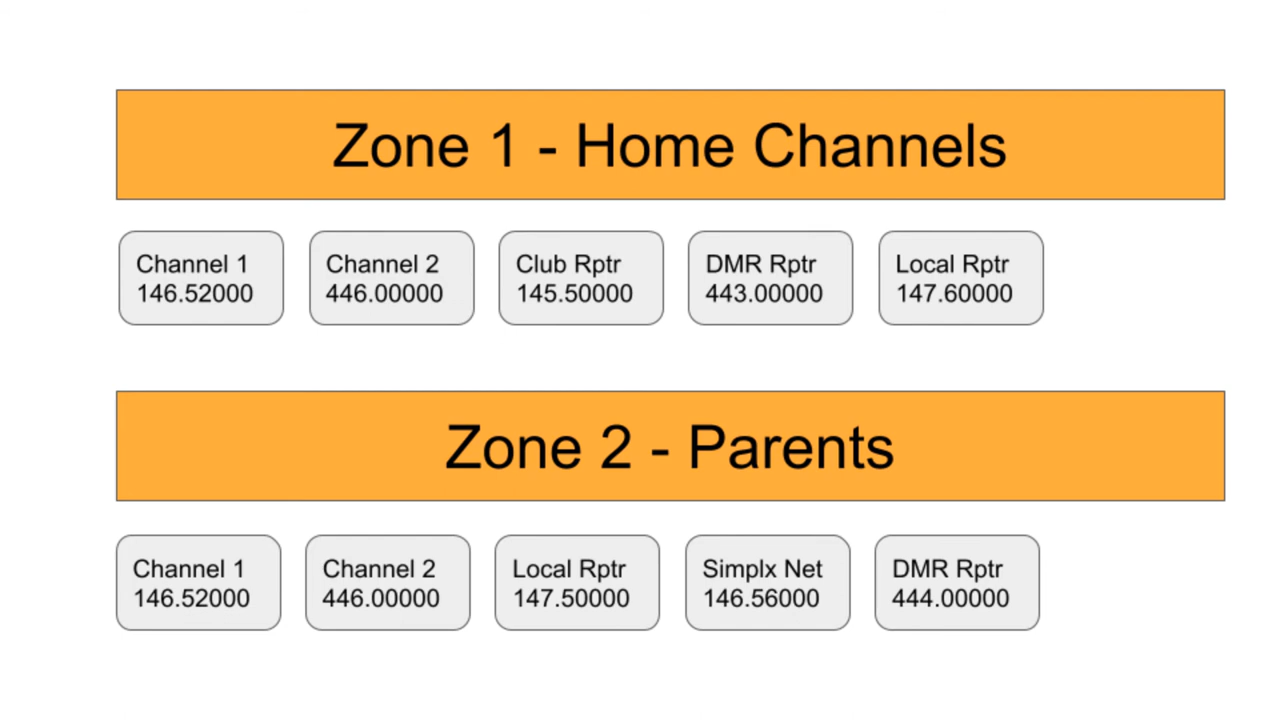 Zone 1 - Home Channels
Channel 1
146.52000
Channel 2
446.00000
Club Rptr
145.50000
DMR Rptr
443.00000
Local Rptr
147.60000
Zone 2 - Parents
Channel 1
146.52000
Channel 2
446.00000
Local Rptr
147.50000
Simplx Net
146.56000
DMR Rptr
444.00000